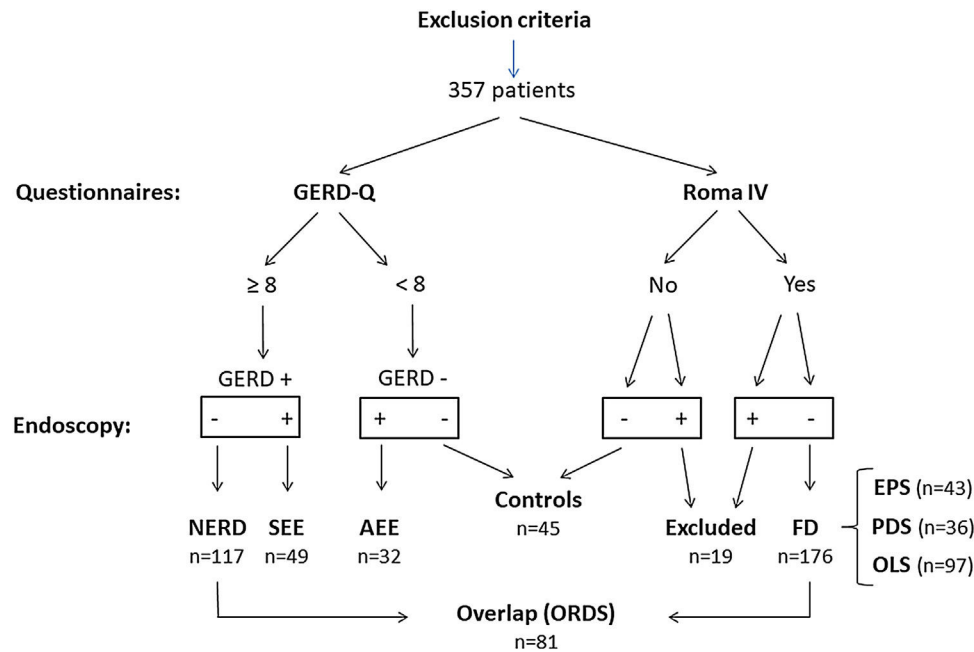 Exclusion criteria
357 patients
Questionnaires: GERD-Q Roma IV
≥ 8 < 8 No Yes
GERD + GERD -
Endoscopy: - + + - - + + -
Controls
n=45
NERD SEE AEE Excluded FD
n=117 n=49 n=32 n=19 n=176
EPS (n=43)
PDS (n=36)
OLS (n=97)
Overlap (ORDS)
n=81